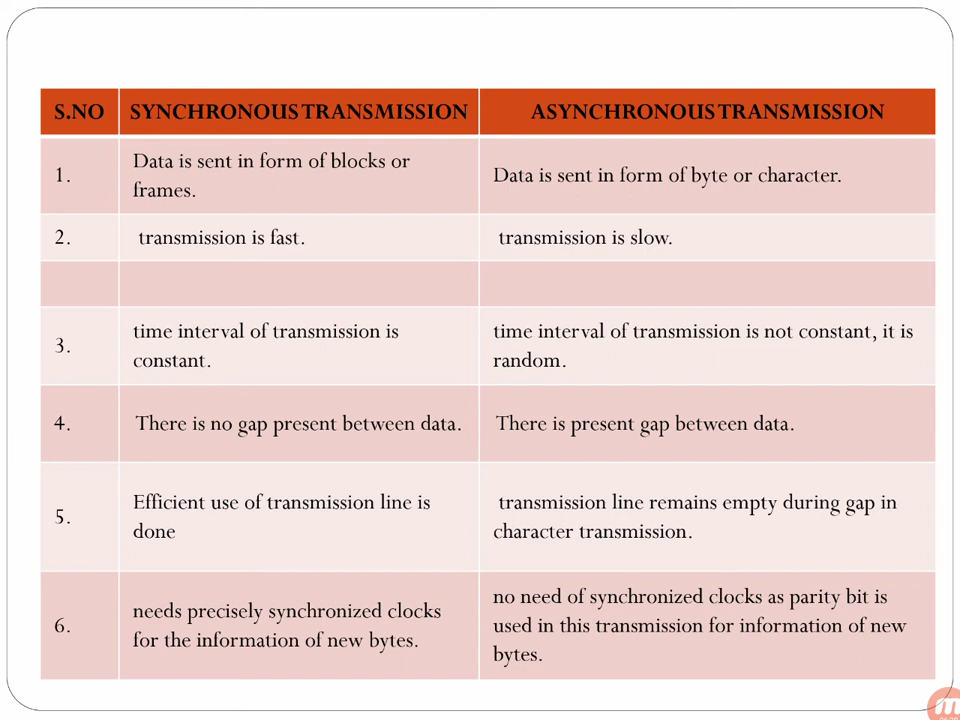 S.NO SYNCHRONOUS TRANSMISSION ASYNCHRONOUS TRANSMISSION
1. Data is sent in form of blocks or
frames.
Data is sent in form of byte or character.
2. transmission is fast. transmission is slow.
3. time interval of transmission is
constant.
time interval of transmission is not constant, it is
random.
4. There is no gap present between data. There is present gap between data.
5. Efficient use of transmission line is
done
transmission line remains empty during gap in
character transmission.
6. needs precisely synchronized clocks
for the information of new bytes.
no need of synchronized clocks as parity bit is
used in this transmission for information of new
bytes.